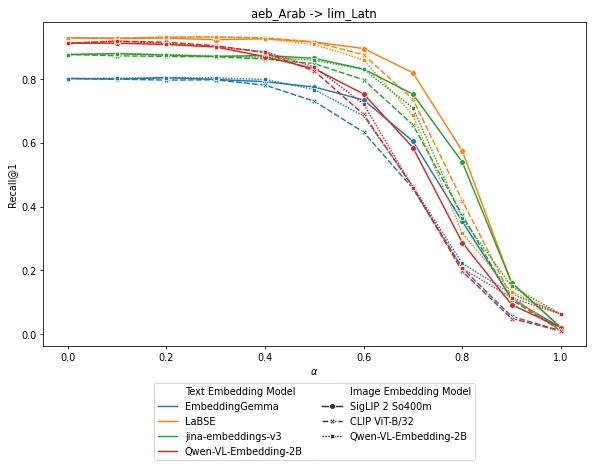 aeb_Arab -> lim_Latn
Recall@1
0.8
0.6
0.4
0.2
0.0
0.0 0.2 0.4 0.6 0.8 1.0
α
Text Embedding Model
EmbeddingGemma
LaBSE
jina-embeddings-v3
Qwen-VL-Embedding-2B
Image Embedding Model
SigLIP 2 So400m
CLIP ViT-B/32
Qwen-VL-Embedding-2B